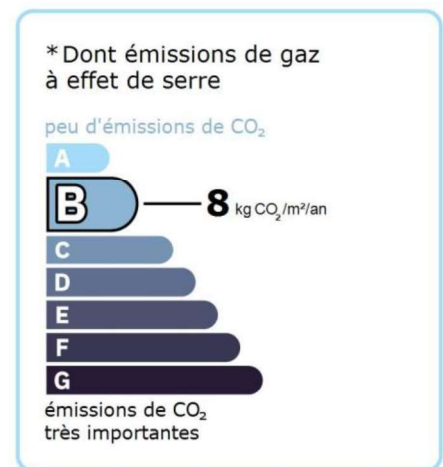 *Dont émissions de gaz
à effet de serre
peu d'émissions de CO₂
A
B 8 kg CO₂/m²/an
C
D
E
F
G
émissions de CO₂
très importantes